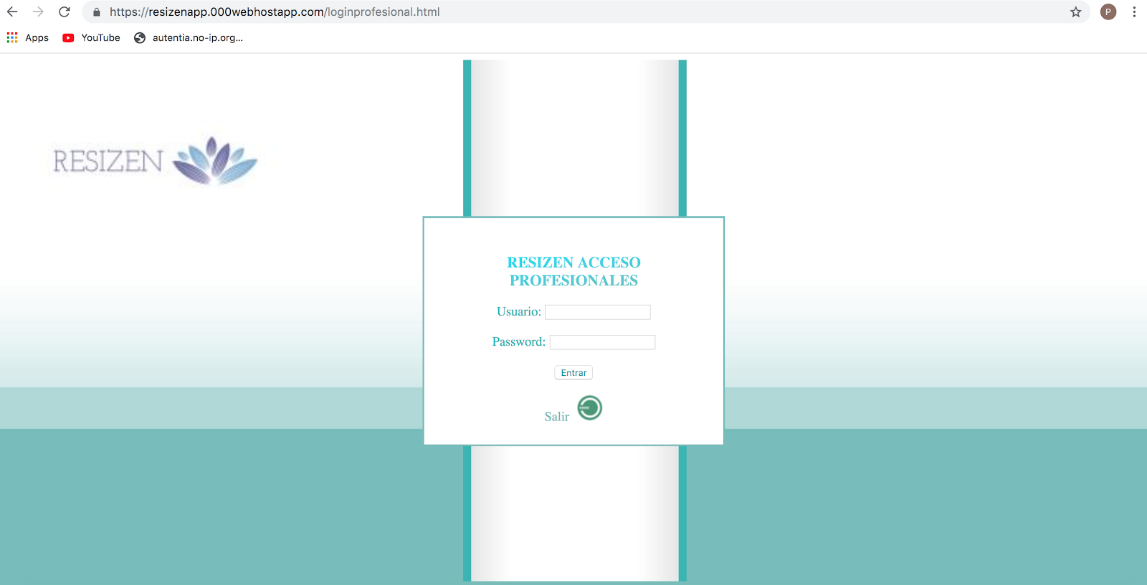 https://resizenapp.000webhostapp.com/loginprofesional.html
P
Apps YouTube autentia.no-ip.org...
RESIZEN
RESIZEN ACCESO
PROFESIONALES
Usuario:
Password:
Entrar
Salir